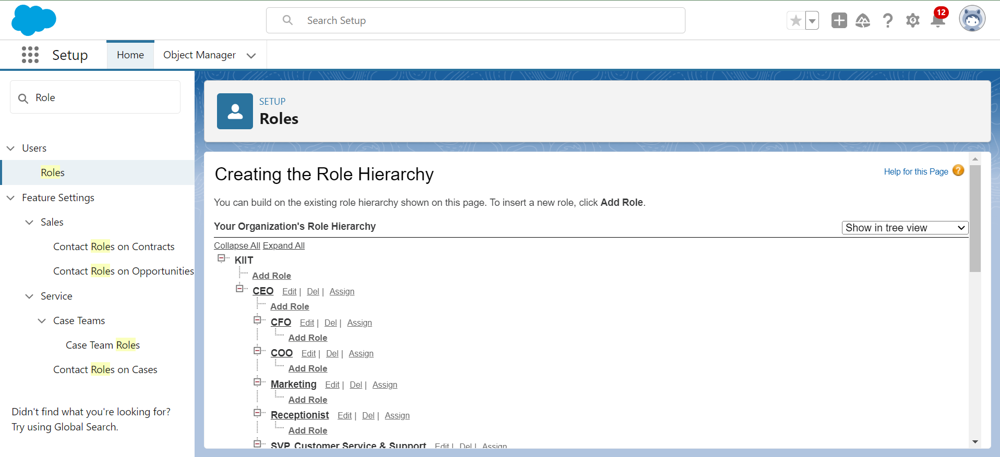 Search Setup
12
Setup
Home
Object Manager
Role
SETUP
Roles
Users
Roles
Feature Settings
Sales
Contact Roles on Contracts
Contact Roles on Opportunities
Service
Case Teams
Case Team Roles
Contact Roles on Cases
Didn't find what you're looking for?
Try using Global Search.
Creating the Role Hierarchy
Help for this Page ?
You can build on the existing role hierarchy shown on this page. To insert a new role, click Add Role.
Your Organization's Role Hierarchy
Show in tree view
Collapse All Expand All
KIIT
Add Role
CEO Edit | Del | Assign
Add Role
CFO Edit | Del | Assign
Add Role
COO Edit | Del | Assign
Add Role
Marketing Edit | Del | Assign
Add Role
Receptionist Edit | Del | Assign
Add Role
SVP, Customer Service & Support Edit | Del | Assign